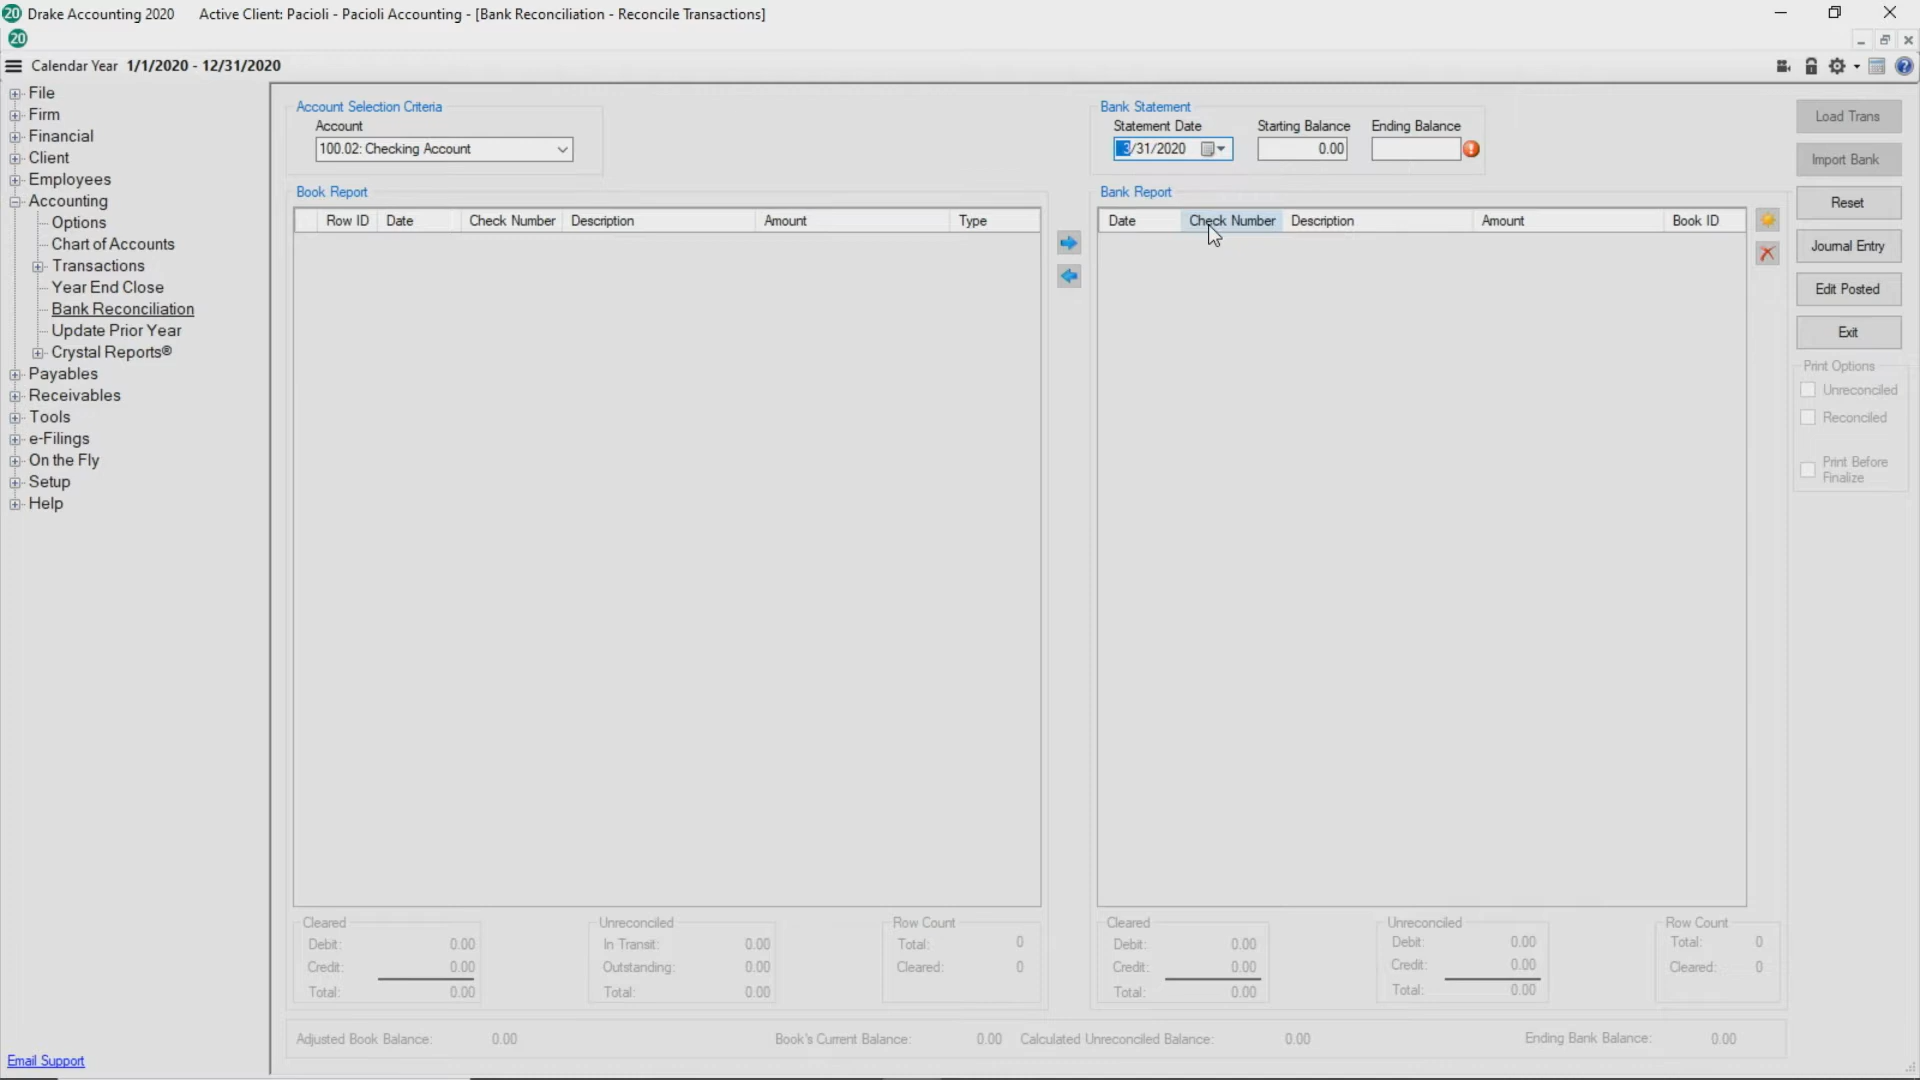 20 Drake Accounting 2020 Active Client: Pacioli - Pacioli Accounting - [Bank Reconciliation - Reconcile Transactions]
20
Calendar Year 1/1/2020 - 12/31/2020
File
Firm
Financial
Client
Employees
Accounting
Options
Chart of Accounts
Transactions
Year End Close
Bank Reconciliation
Update Prior Year
Crystal Reports®
Payables
Receivables
Tools
e-Filings
On the Fly
Setup
Help
Email Support
Account Selection Criteria
Account
100.02: Checking Account
Bank Statement
Statement Date Starting Balance Ending Balance
3/31/2020 0.00
Book Report
Row ID Date Check Number Description Amount Type
Bank Report
Date Check Number Description Amount Book ID
Load Trans
Import Bank
Reset
Journal Entry
Edit Posted
Exit
Print Options
Unreconciled
Reconciled
Print Before
Finalize
Cleared
Debit: 0.00
Credit: 0.00
Total: 0.00
Unreconciled
In Transit: 0.00
Outstanding: 0.00
Total: 0.00
Row Count
Total: 0
Cleared: 0
Cleared
Debit: 0.00
Credit: 0.00
Total: 0.00
Unreconciled
Debit: 0.00
Credit: 0.00
Total: 0.00
Row Count
Total: 0
Cleared: 0
Adjusted Book Balance: 0.00 Book's Current Balance: 0.00 Calculated Unreconciled Balance: 0.00 Ending Bank Balance: 0.00